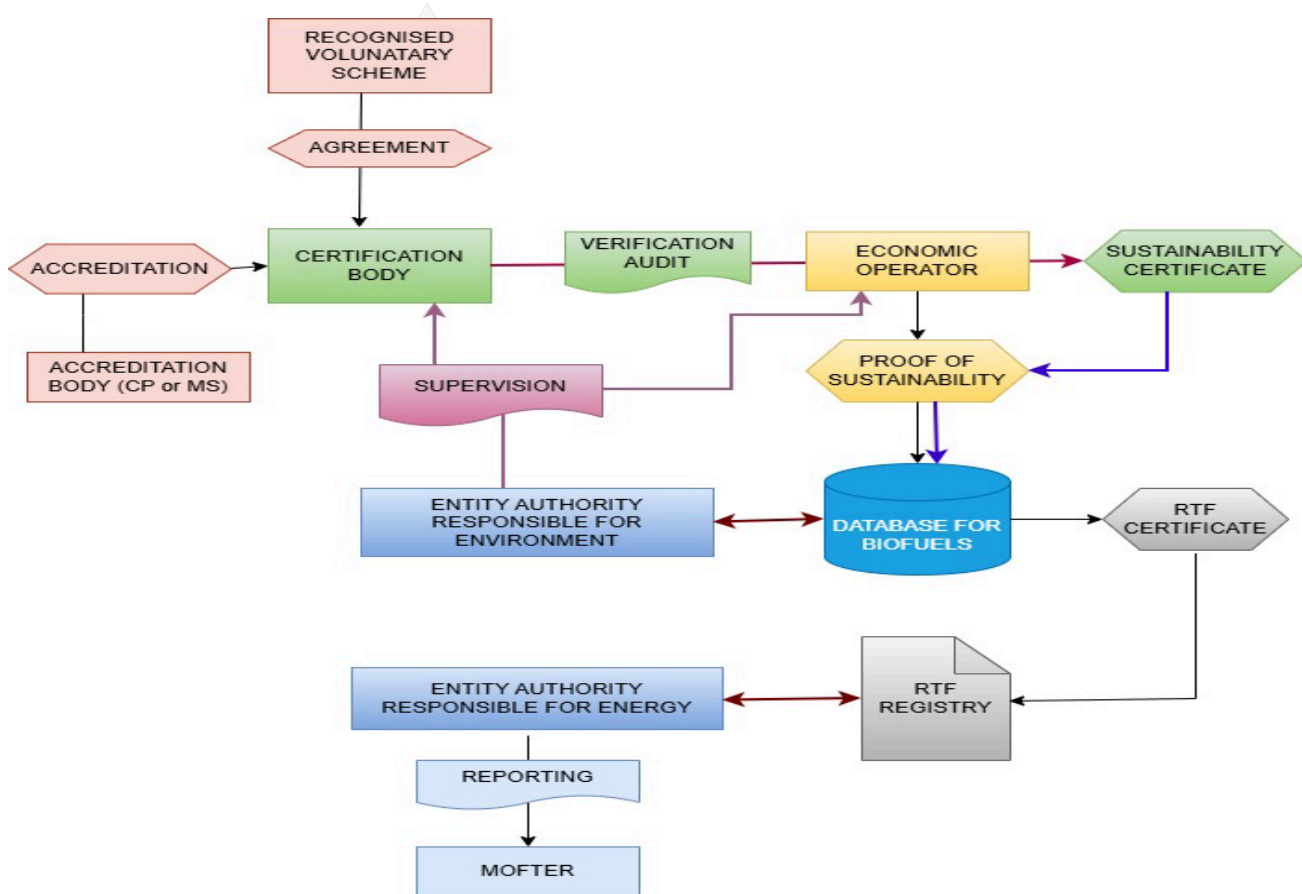 RECOGNISED
VOLUNATARY
SCHEME
AGREEMENT
ACCREDITATION
CERTIFICATION
BODY
VERIFICATION
AUDIT
ECONOMIC
OPERATOR
SUSTAINABILITY
CERTIFICATE
ACCREDITATION
BODY (CP or MS)
SUPERVISION
PROOF OF
SUSTAINABILITY
ENTITY AUTHORITY
RESPONSIBLE FOR
ENVIRONMENT
DATABASE FOR
BIOFUELS
RTF
CERTIFICATE
ENTITY AUTHORITY
RESPONSIBLE FOR ENERGY
RTF
REGISTRY
REPORTING
MOFTER